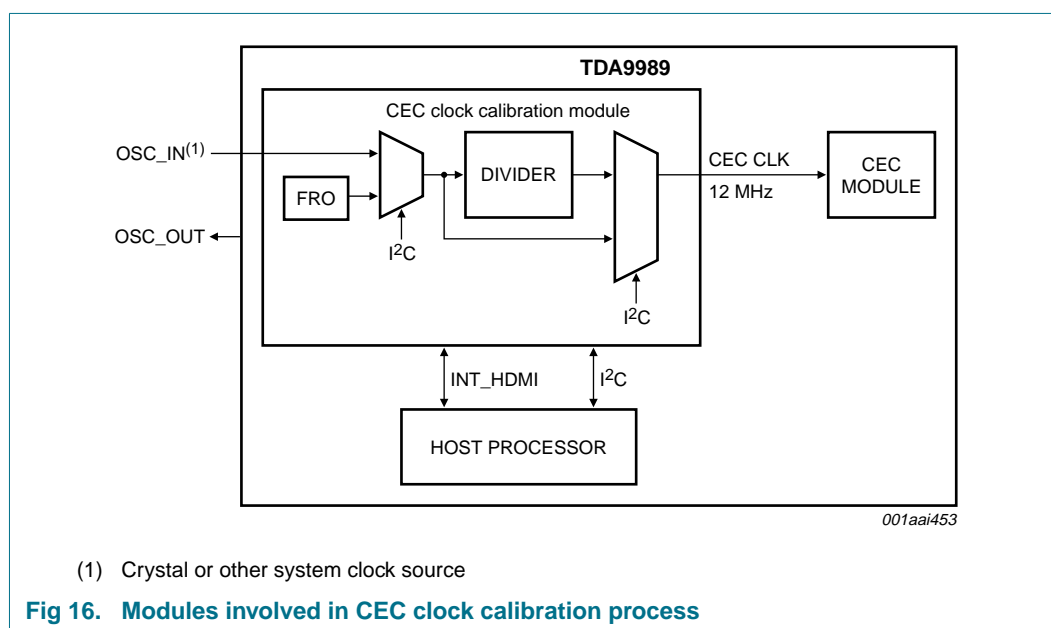 TDA9989
CEC clock calibration module
OSC_IN(1)
FRO
DIVIDER
CEC CLK
12 MHz
CEC
MODULE
OSC_OUT
I2C
I2C
INT_HDMI
I2C
HOST PROCESSOR
001aai453
(1) Crystal or other system clock source
Fig 16. Modules involved in CEC clock calibration process